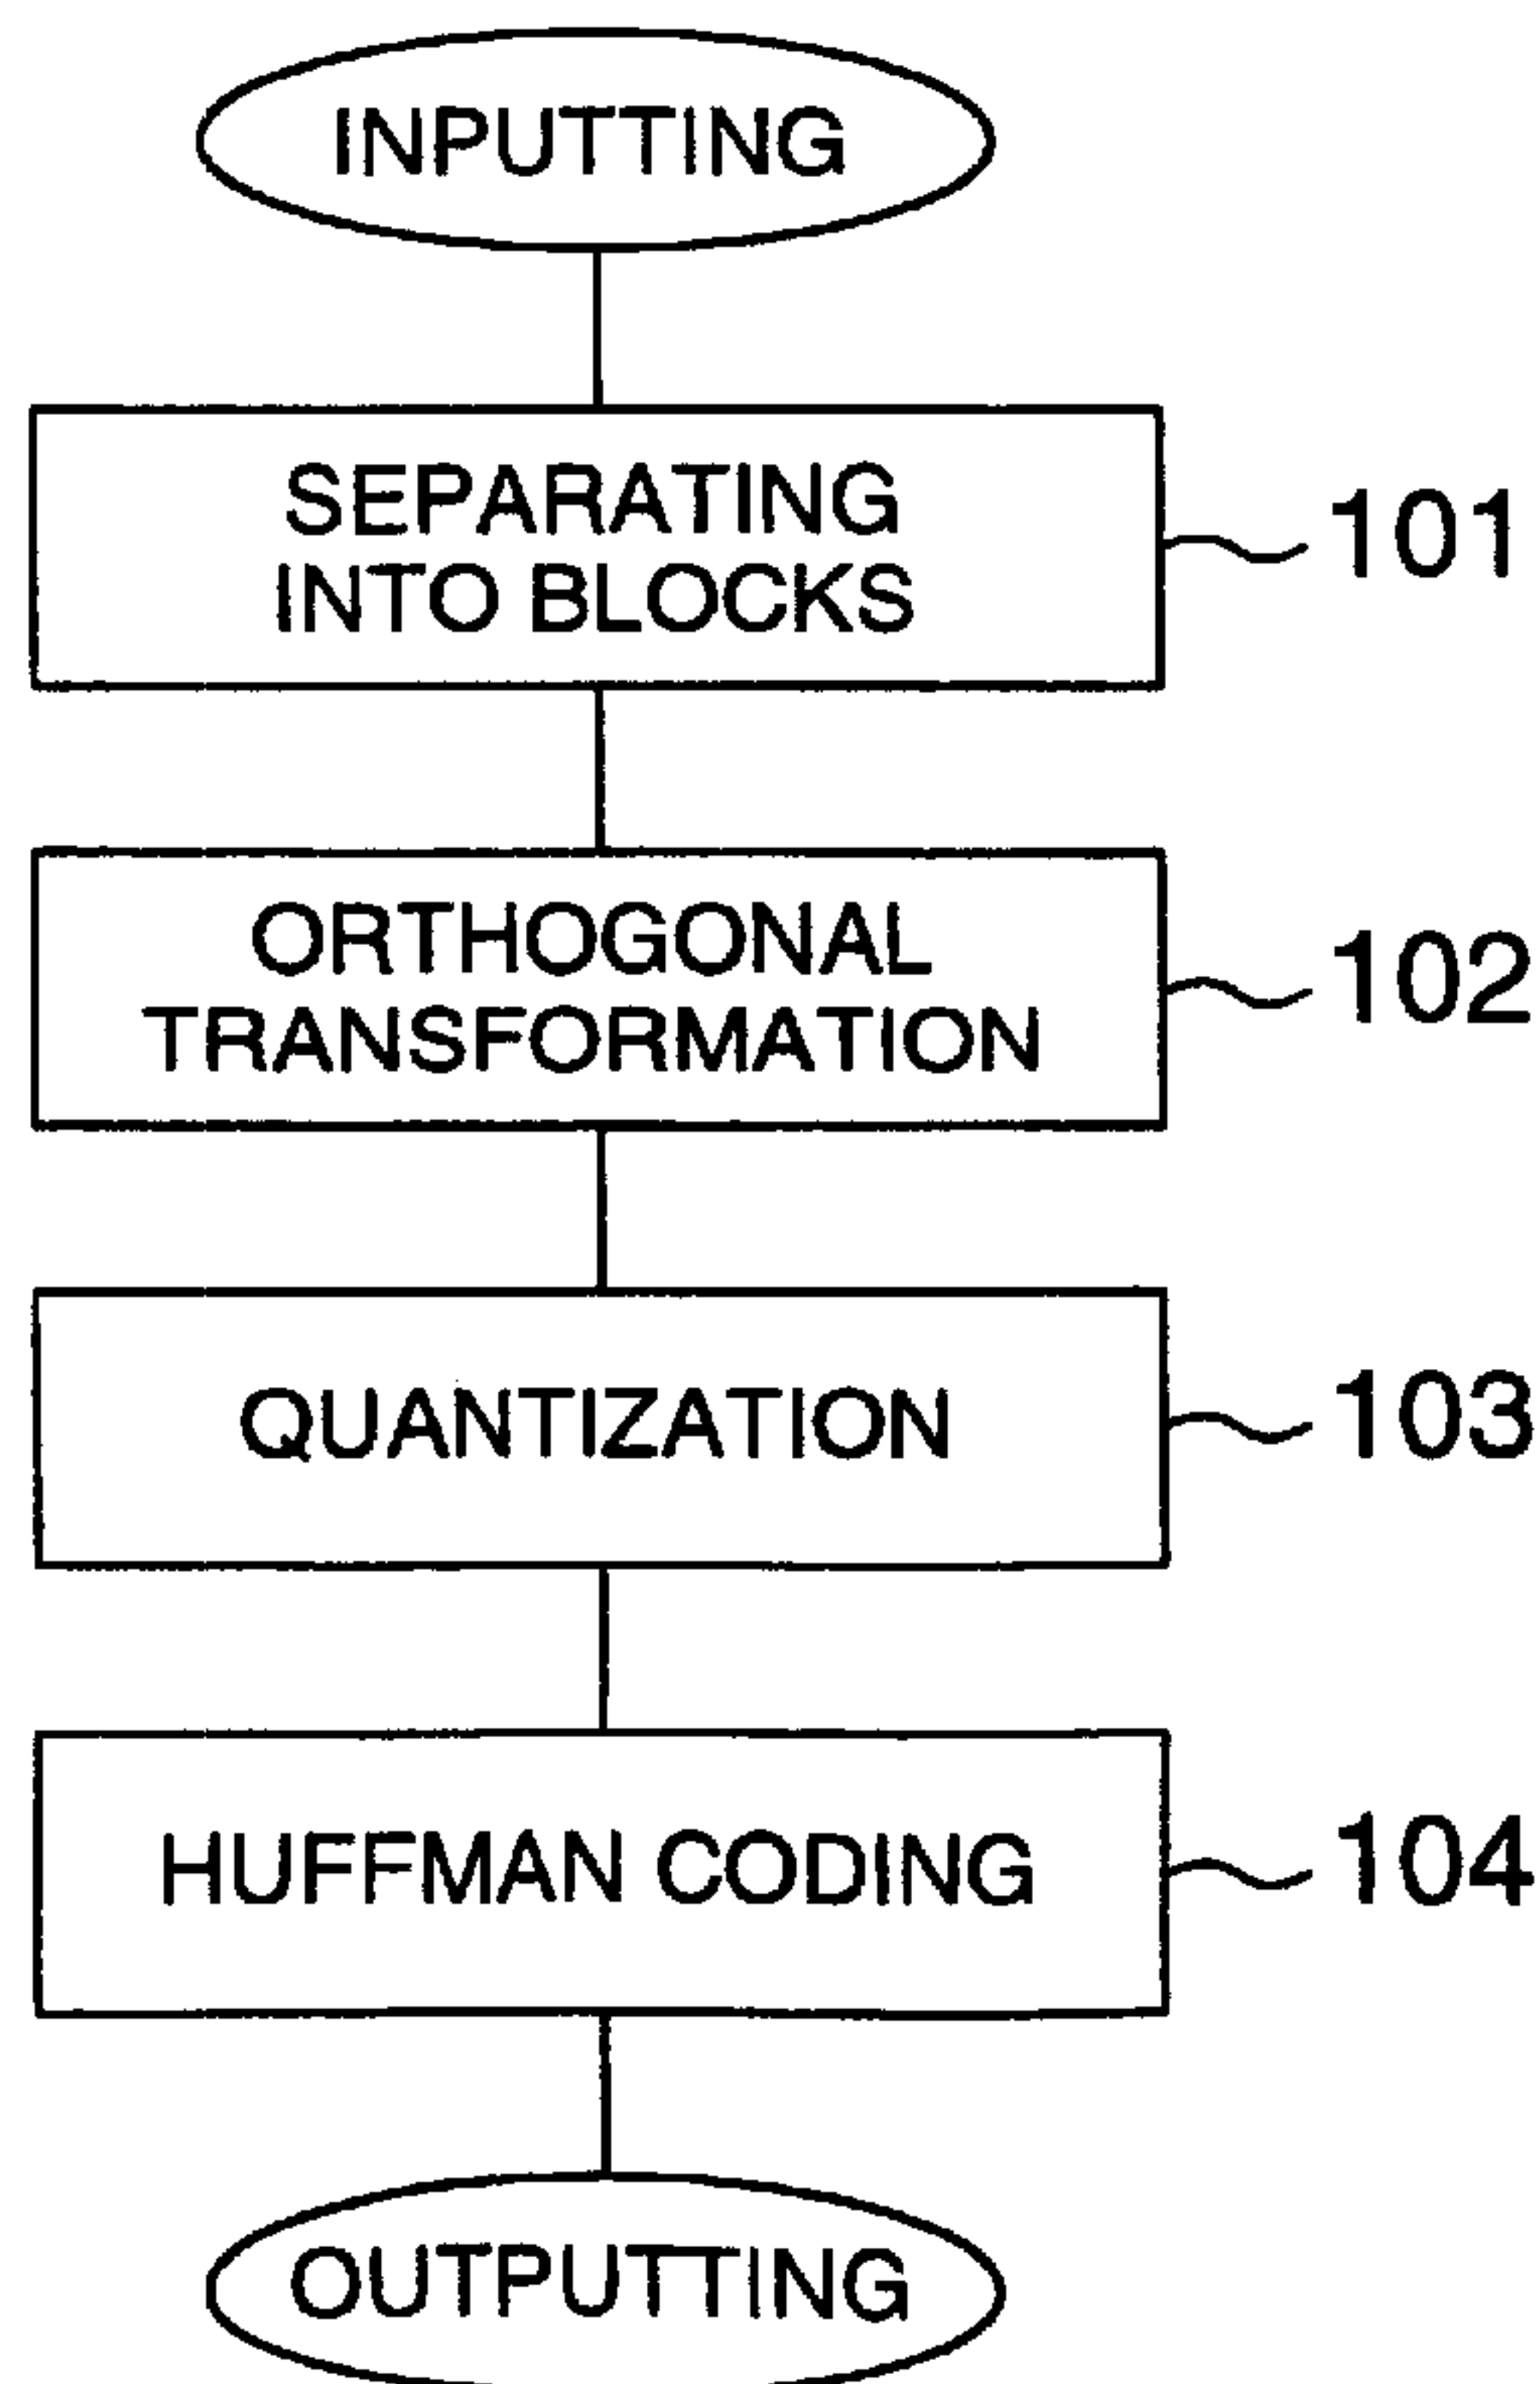 INPUTTING
SEPARATING
INTO BLOCKS
101
ORTHOGONAL
TRANSFORMATION
102
QUANTIZATION
103
HUFFMAN CODING
104
OUTPUTTING